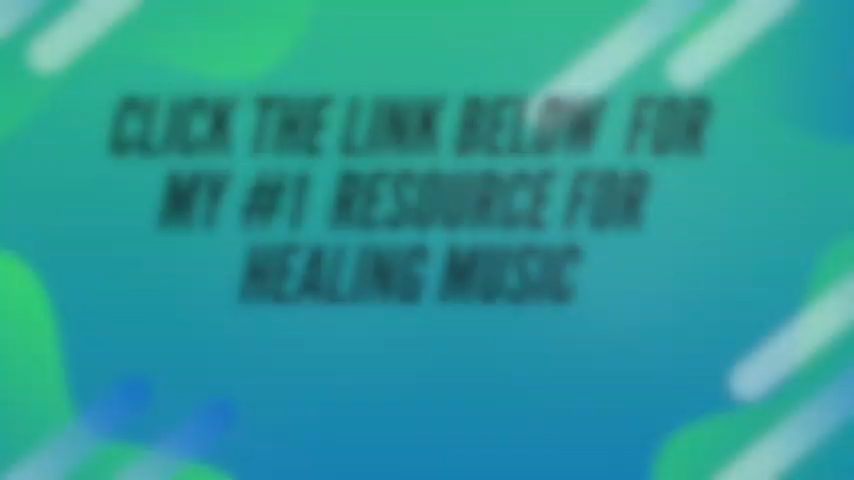 CLICK THE LINK BELOW FOR
MY #1 RESOURCE FOR
HEALING MUSIC